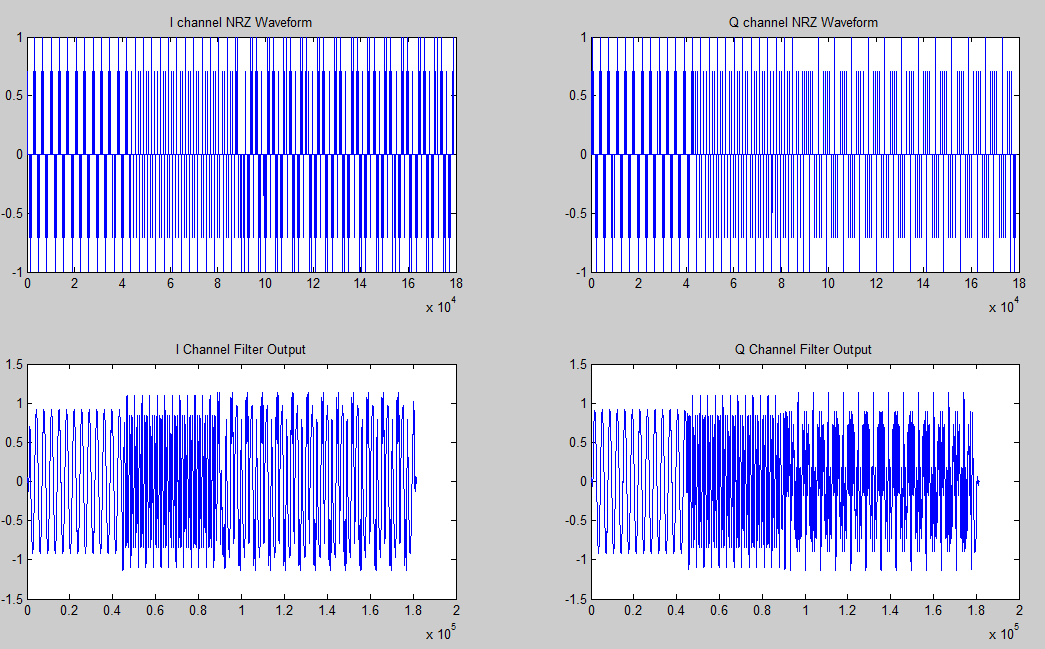 I channel NRZ Waveform
1
0.5
0
-0.5
-1
0 2 4 6 8 10 12 14 16 18
x 10^4
Q channel NRZ Waveform
1
0.5
0
-0.5
-1
0 2 4 6 8 10 12 14 16 18
x 10^4
I Channel Filter Output
1.5
1
0.5
0
-0.5
-1
-1.5
0 0.2 0.4 0.6 0.8 1 1.2 1.4 1.6 1.8 2
x 10^5
Q Channel Filter Output
1.5
1
0.5
0
-0.5
-1
-1.5
0 0.2 0.4 0.6 0.8 1 1.2 1.4 1.6 1.8 2
x 10^5